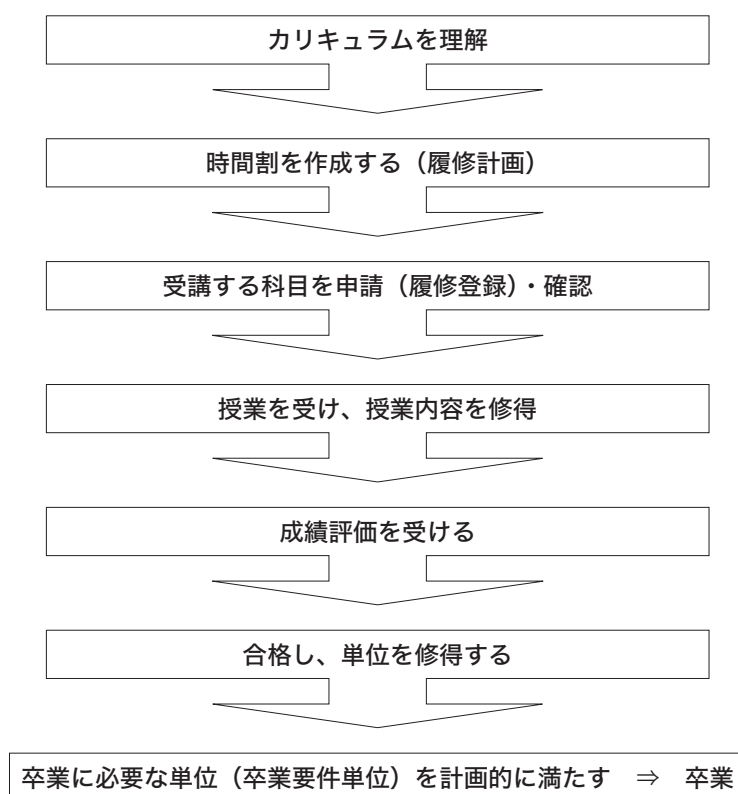 カリキュラムを理解
時間割を作成する（履修計画）
受講する科目を申請（履修登録）・確認
授業を受け、授業内容を修得
成績評価を受ける
合格し、単位を修得する
卒業に必要な単位（卒業要件単位）を計画的に満たす　⇒　卒業